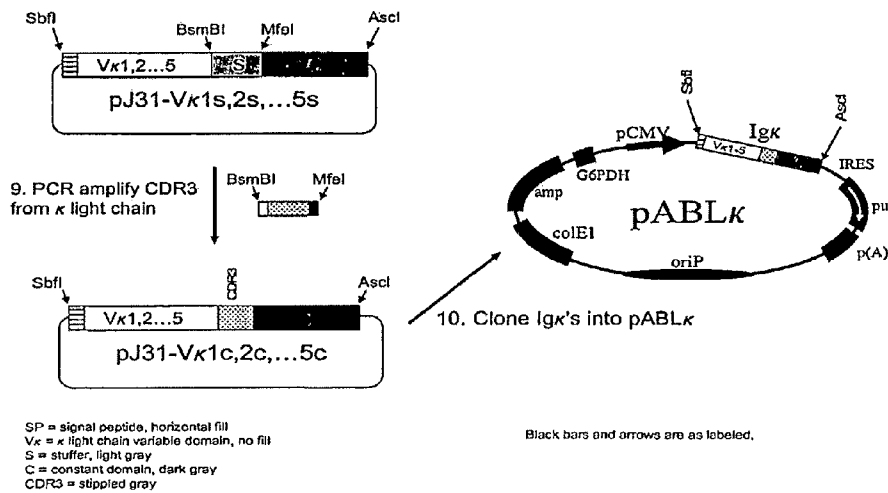 SbfI
BsmBI
MfeI
AscI
Vκ1,2...5
S
pJ31-Vκ1s,2s,...5s
9. PCR amplify CDR3
from κ light chain
BsmBI
MfeI
SbfI
CDR3
AscI
Vκ1,2...5
pJ31-Vκ1c,2c,...5c
SbfI
AscI
pCMV
Igκ
Vκ1-5
IRES
G6PDH
amp
pu
pABLκ
colE1
p(A)
oriP
10. Clone Igκ's into pABLκ
SP = signal peptide, horizontal fill
Vκ = κ light chain variable domain, no fill
S = stuffer, light gray
C = constant domain, dark gray
CDR3 = stippled gray
Black bars and arrows are as labeled,